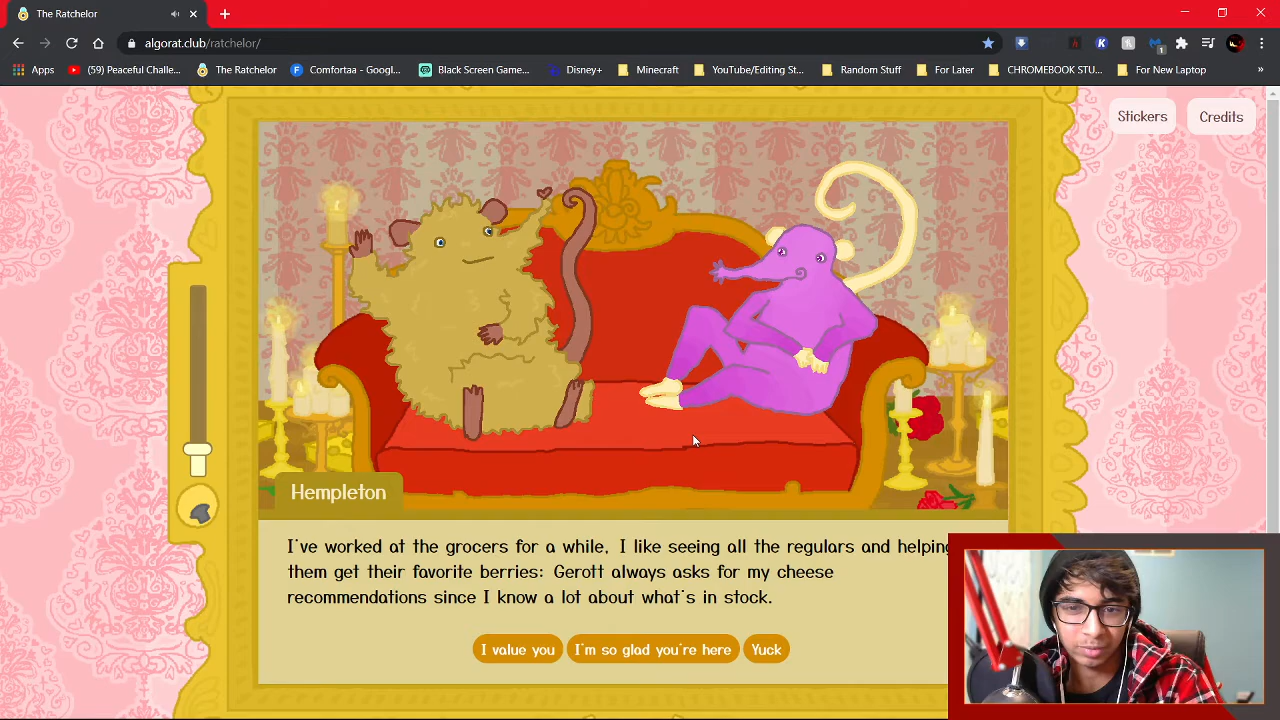 The Ratchelor
algorat.club/ratchelor/
1
Apps
(59) Peaceful Challe...
The Ratchelor
Comfortaa - Googl...
Black Screen Game...
Disney+
Minecraft
YouTube/Editing St...
Random Stuff
For Later
CHROMEBOOK STU...
For New Laptop
»
Stickers
Credits
Hempleton
I've worked at the grocers for a while, I like seeing all the regulars and helping
them get their favorite berries: Gerott always asks for my cheese
recommendations since I know a lot about what's in stock.
I value you
I'm so glad you're here
Yuck